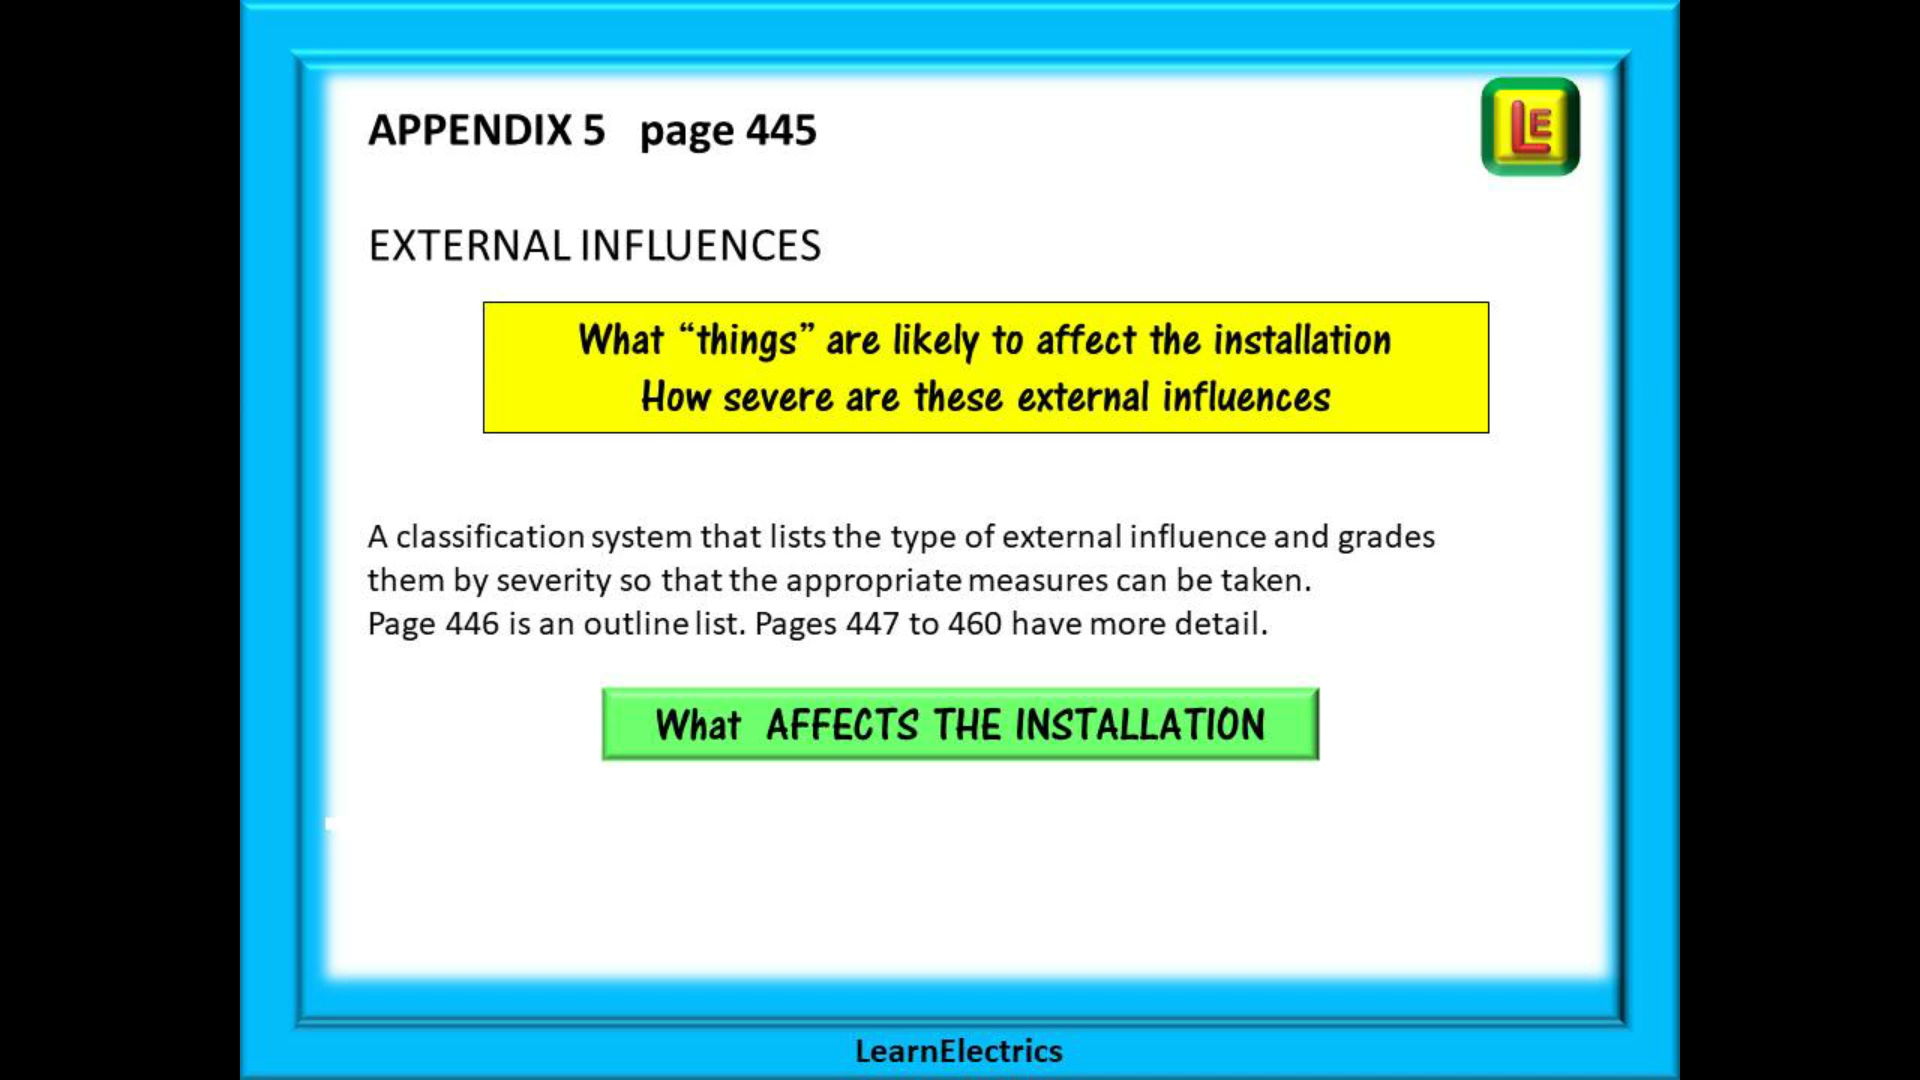 APPENDIX 5 page 445
LE
EXTERNAL INFLUENCES
What “things” are likely to affect the installation
How severe are these external influences
A classification system that lists the type of external influence and grades
them by severity so that the appropriate measures can be taken.
Page 446 is an outline list. Pages 447 to 460 have more detail.
What AFFECTS THE INSTALLATION
LearnElectrics